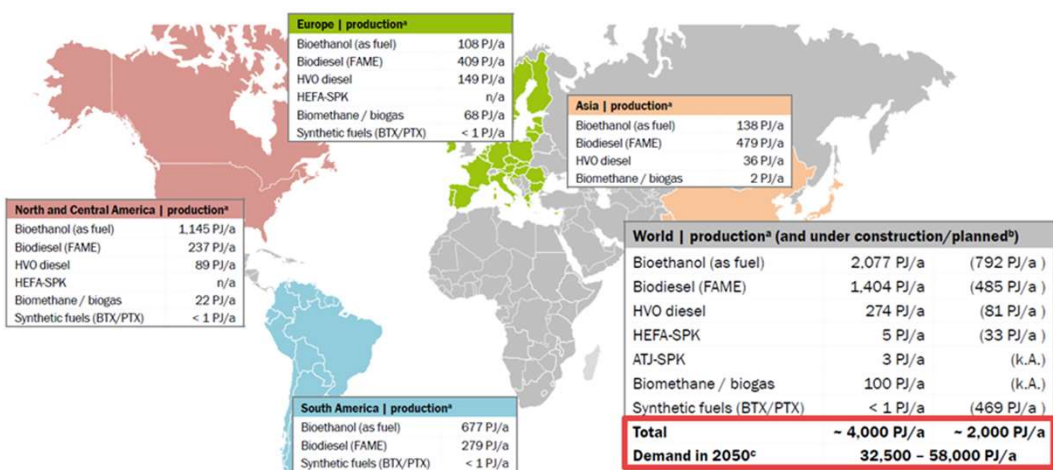 Europe | productionᵃ
Bioethanol (as fuel) 108 PJ/a
Biodiesel (FAME) 409 PJ/a
HVO diesel 149 PJ/a
HEFA-SPK n/a
Biomethane / biogas 68 PJ/a
Synthetic fuels (BTX/PTX) < 1 PJ/a
Asia | productionᵃ
Bioethanol (as fuel) 138 PJ/a
Biodiesel (FAME) 479 PJ/a
HVO diesel 36 PJ/a
Biomethane / biogas 2 PJ/a
North and Central America | productionᵃ
Bioethanol (as fuel) 1,145 PJ/a
Biodiesel (FAME) 237 PJ/a
HVO diesel 89 PJ/a
HEFA-SPK n/a
Biomethane / biogas 22 PJ/a
Synthetic fuels (BTX/PTX) < 1 PJ/a
World | productionᵃ (and under construction/plannedᵇ)
Bioethanol (as fuel) 2,077 PJ/a (792 PJ/a )
Biodiesel (FAME) 1,404 PJ/a (485 PJ/a )
HVO diesel 274 PJ/a (81 PJ/a )
HEFA-SPK 5 PJ/a (33 PJ/a )
ATJ-SPK 3 PJ/a (k.A.)
Biomethane / biogas 100 PJ/a (k.A.)
Synthetic fuels (BTX/PTX) < 1 PJ/a (469 PJ/a )
Total ~ 4,000 PJ/a ~ 2,000 PJ/a
Demand in 2050ᶜ 32,500 – 58,000 PJ/a
South America | productionᵃ
Bioethanol (as fuel) 677 PJ/a
Biodiesel (FAME) 279 PJ/a
Synthetic fuels (BTX/PTX) < 1 PJ/a